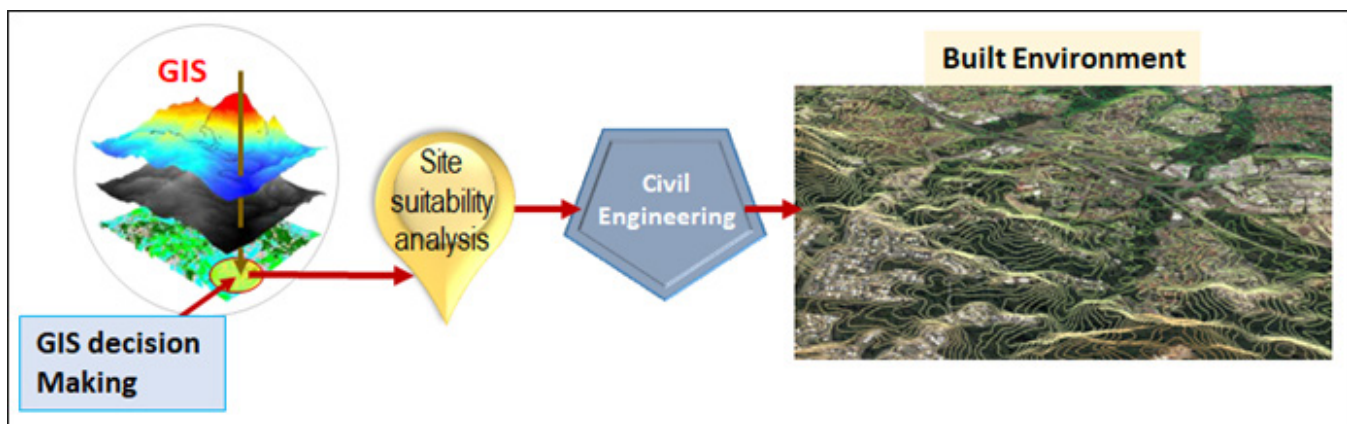 GIS
GIS decision
Making
Site
suitability
analysis
Civil
Engineering
Built Environment